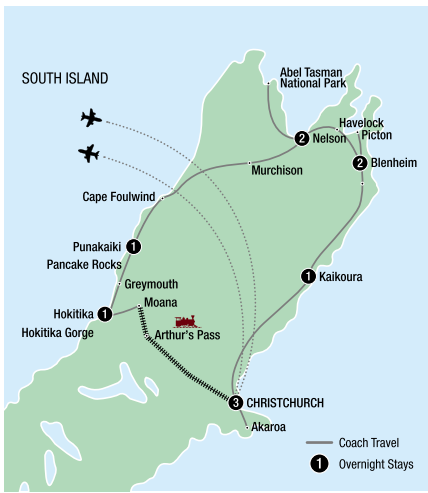 SOUTH ISLAND
Abel Tasman
National Park
Havelock
Picton
2
Nelson
2
Blenheim
Murchison
Cape Foulwind
Punakaiki
1
Pancake Rocks
1
Kaikoura
Greymouth
Moana
Hokitika
1
Hokitika Gorge
Arthur's Pass
3
CHRISTCHURCH
Akaroa
Coach Travel
1
Overnight Stays